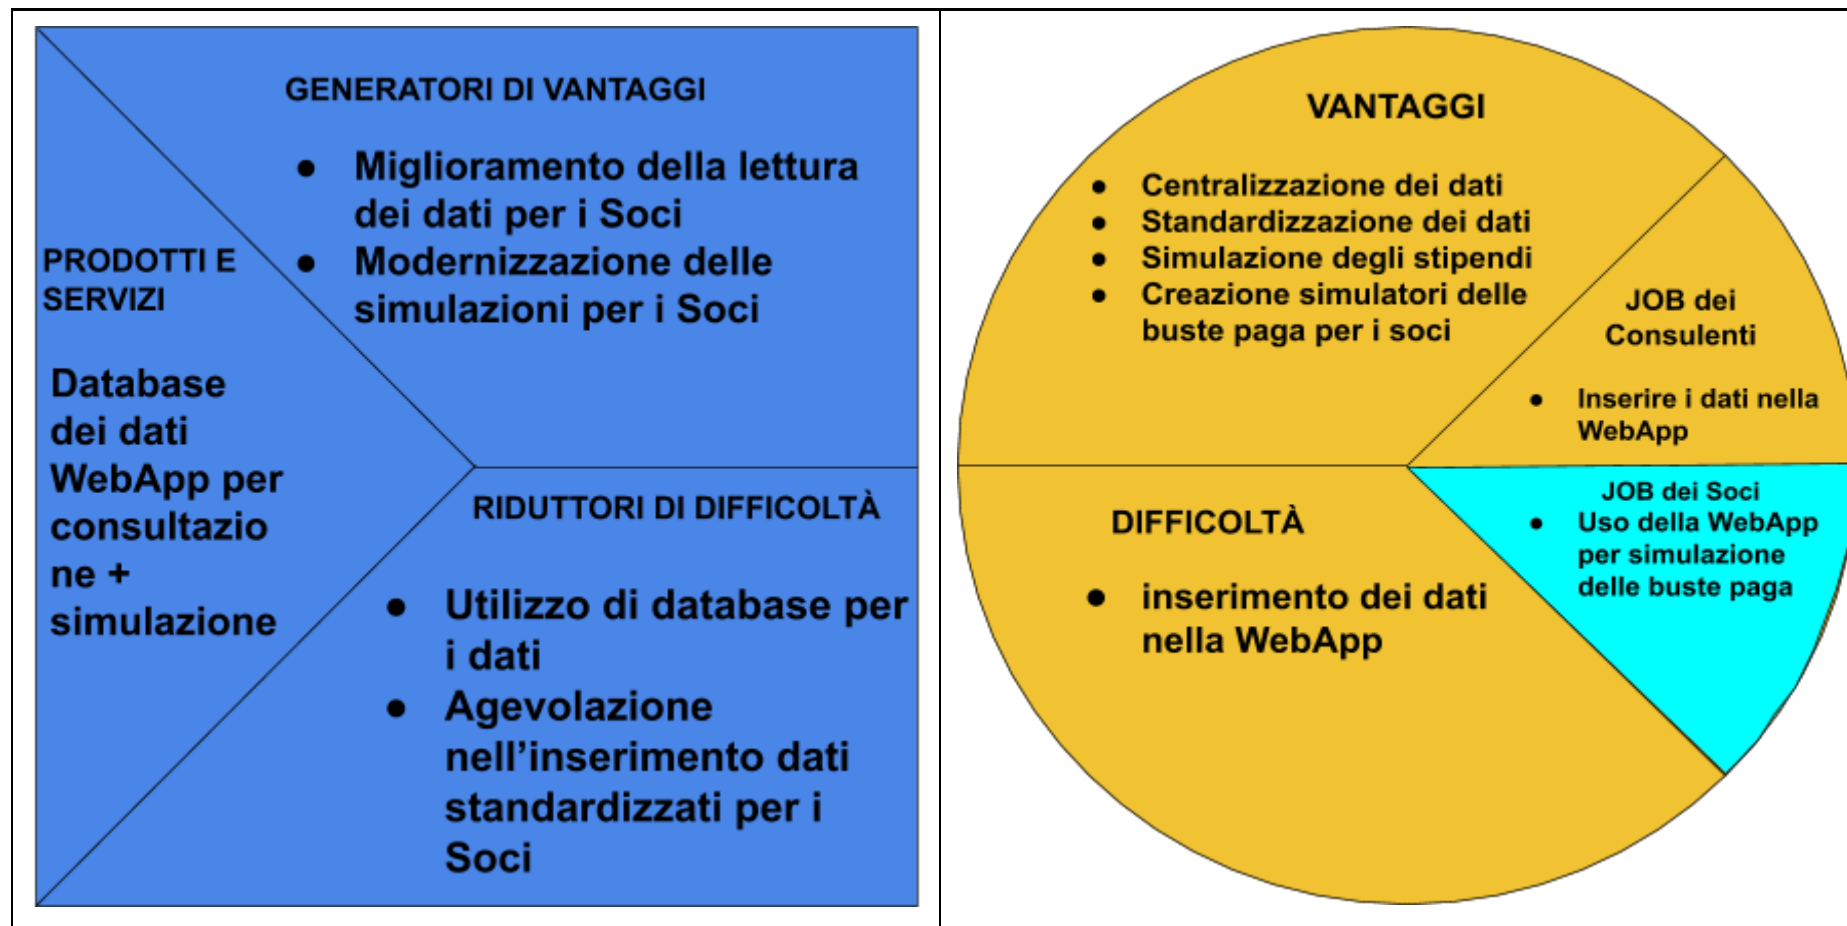 GENERATORI DI VANTAGGI
● Miglioramento della lettura
dei dati per i Soci
● Modernizzazione delle
simulazioni per i Soci
PRODOTTI E
SERVIZI
Database
dei dati
WebApp per
consultazio
ne +
simulazione
RIDUTTORI DI DIFFICOLTÀ
● Utilizzo di database per
i dati
● Agevolazione
nell’inserimento dati
standardizzati per i
Soci
VANTAGGI
● Centralizzazione dei dati
● Standardizzazione dei dati
● Simulazione degli stipendi
● Creazione simulatori delle
buste paga per i soci
JOB dei
Consulenti
● Inserire i dati nella
WebApp
JOB dei Soci
● Uso della WebApp
per simulazione
delle buste paga
DIFFICOLTÀ
● inserimento dei dati
nella WebApp